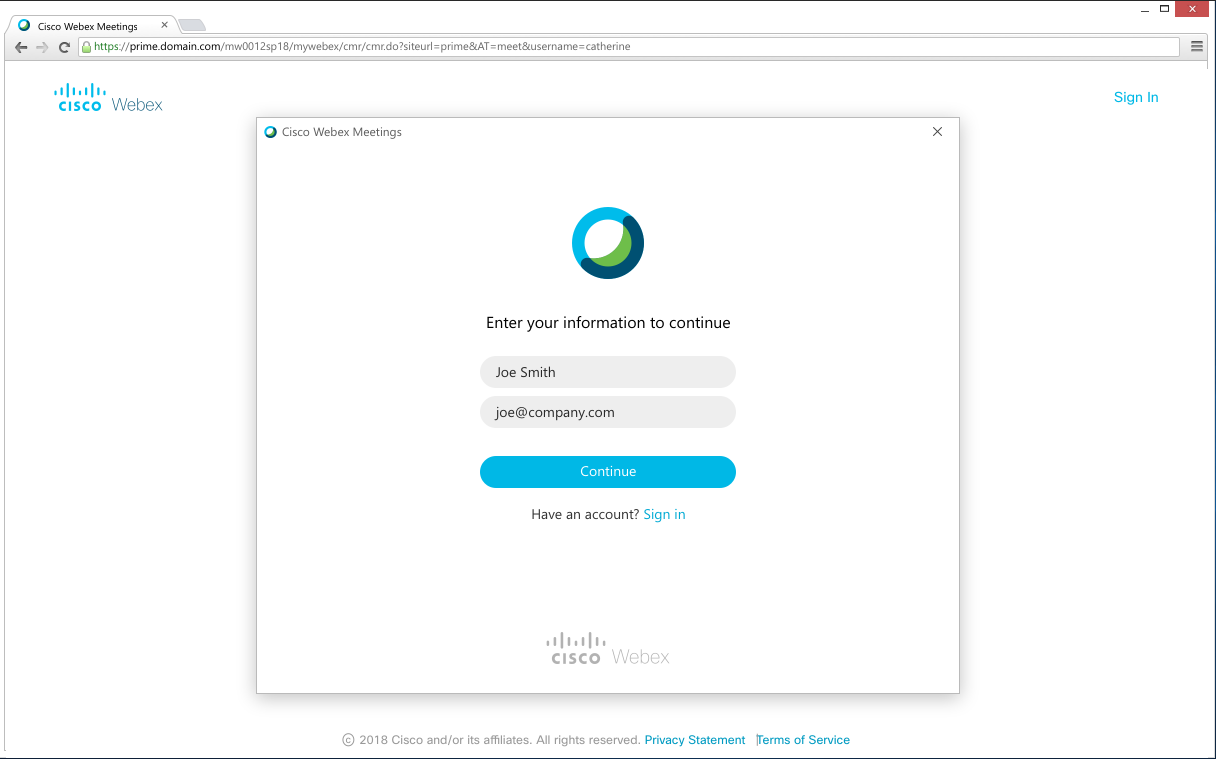 Cisco Webex Meetings
https://prime.domain.com/mw0012sp18/mywebex/cmr/cmr.do?siteurl=prime&AT=meet&username=catherine
CISCO Webex
Sign In
Cisco Webex Meetings
Enter your information to continue
Joe Smith
joe@company.com
Continue
Have an account? Sign in
CISCO Webex
© 2018 Cisco and/or its affiliates. All rights reserved. Privacy Statement | Terms of Service